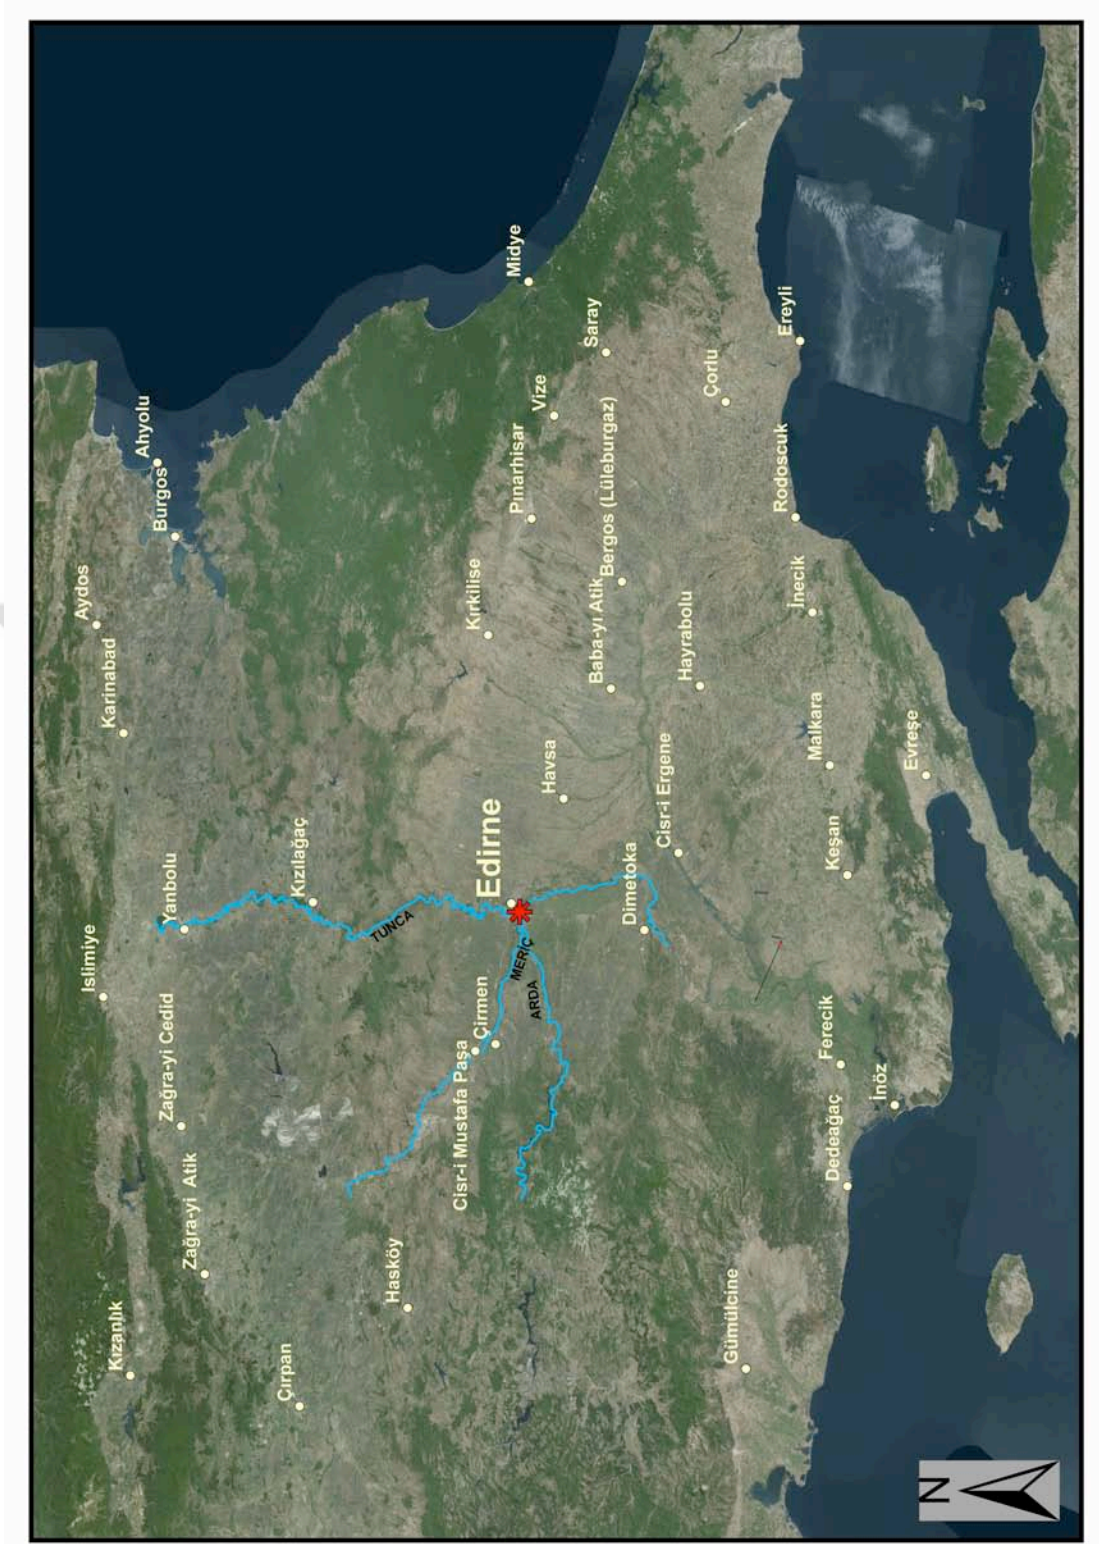 Aydos
Islimiye
Karinabad
Kızanlık
Ahyolu
Burgos
Zağra-yi Cedid
Yanbolu
Zağra-yi Atik
Çırpan
Kızılağaç
TUNCA
Hasköy
Cisr-i Mustafa Paşa
Kırkilise
Çirmen
Edirne
Midye
Pınarhisar
MERİÇ
ARDA
Vize
Havsa
Saray
Baba-yı Atik
Bergos (Lüleburgaz)
Dimetoka
Cisr-i Ergene
Hayrabolu
Çorlu
Gümülcine
Rodoscuk
Ereyli
İnecik
Malkara
Ferecik
Dedeağaç
Keşan
İnöz
Evreşe
N